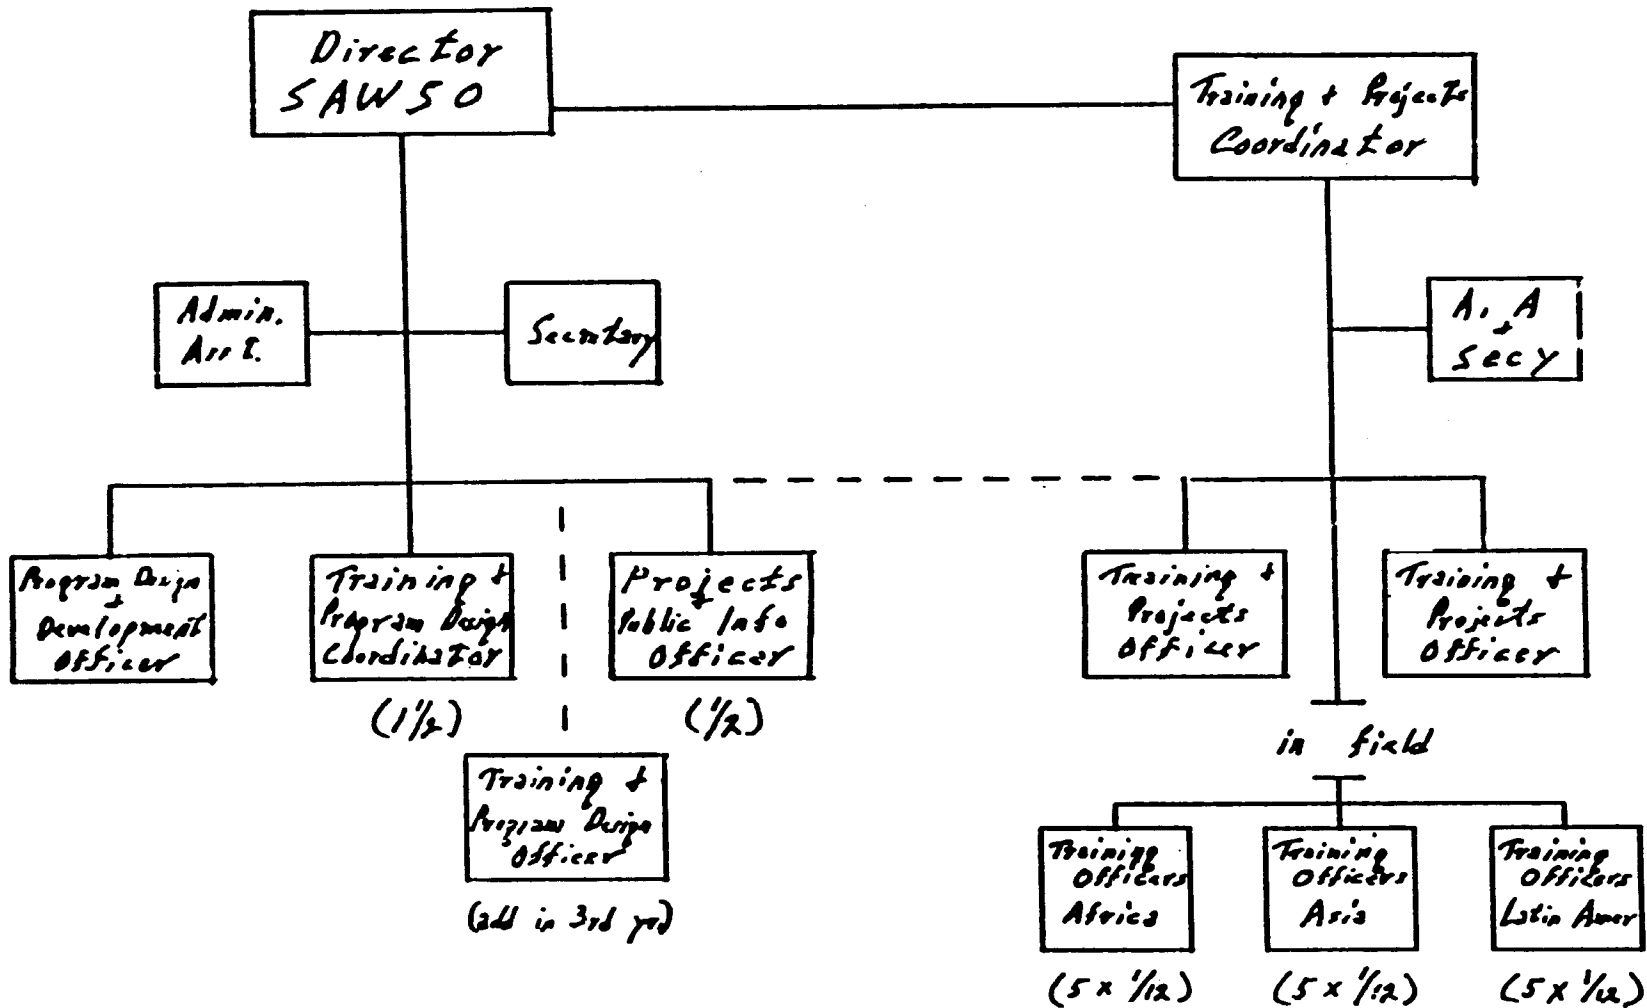 Director
SAWSO
Training + Projects
Coordinator
Admin.
Asst.
Secretary
A. A
+
Secy
Program Design
+
Development
Officer
Training +
Program Design
Coordinator
(1 1/2)
Projects
+
Public Info
Officer
(1/2)
Training +
Program Design
Officer
(add in 3rd yr)
Training +
Projects
Officer
Training +
Projects
Officer
in field
Training
Officers
Africa
(5 x 1/12)
Training
Officers
Asia
(5 x 1/12)
Training
Officers
Latin Amer
(5 x 1/12)